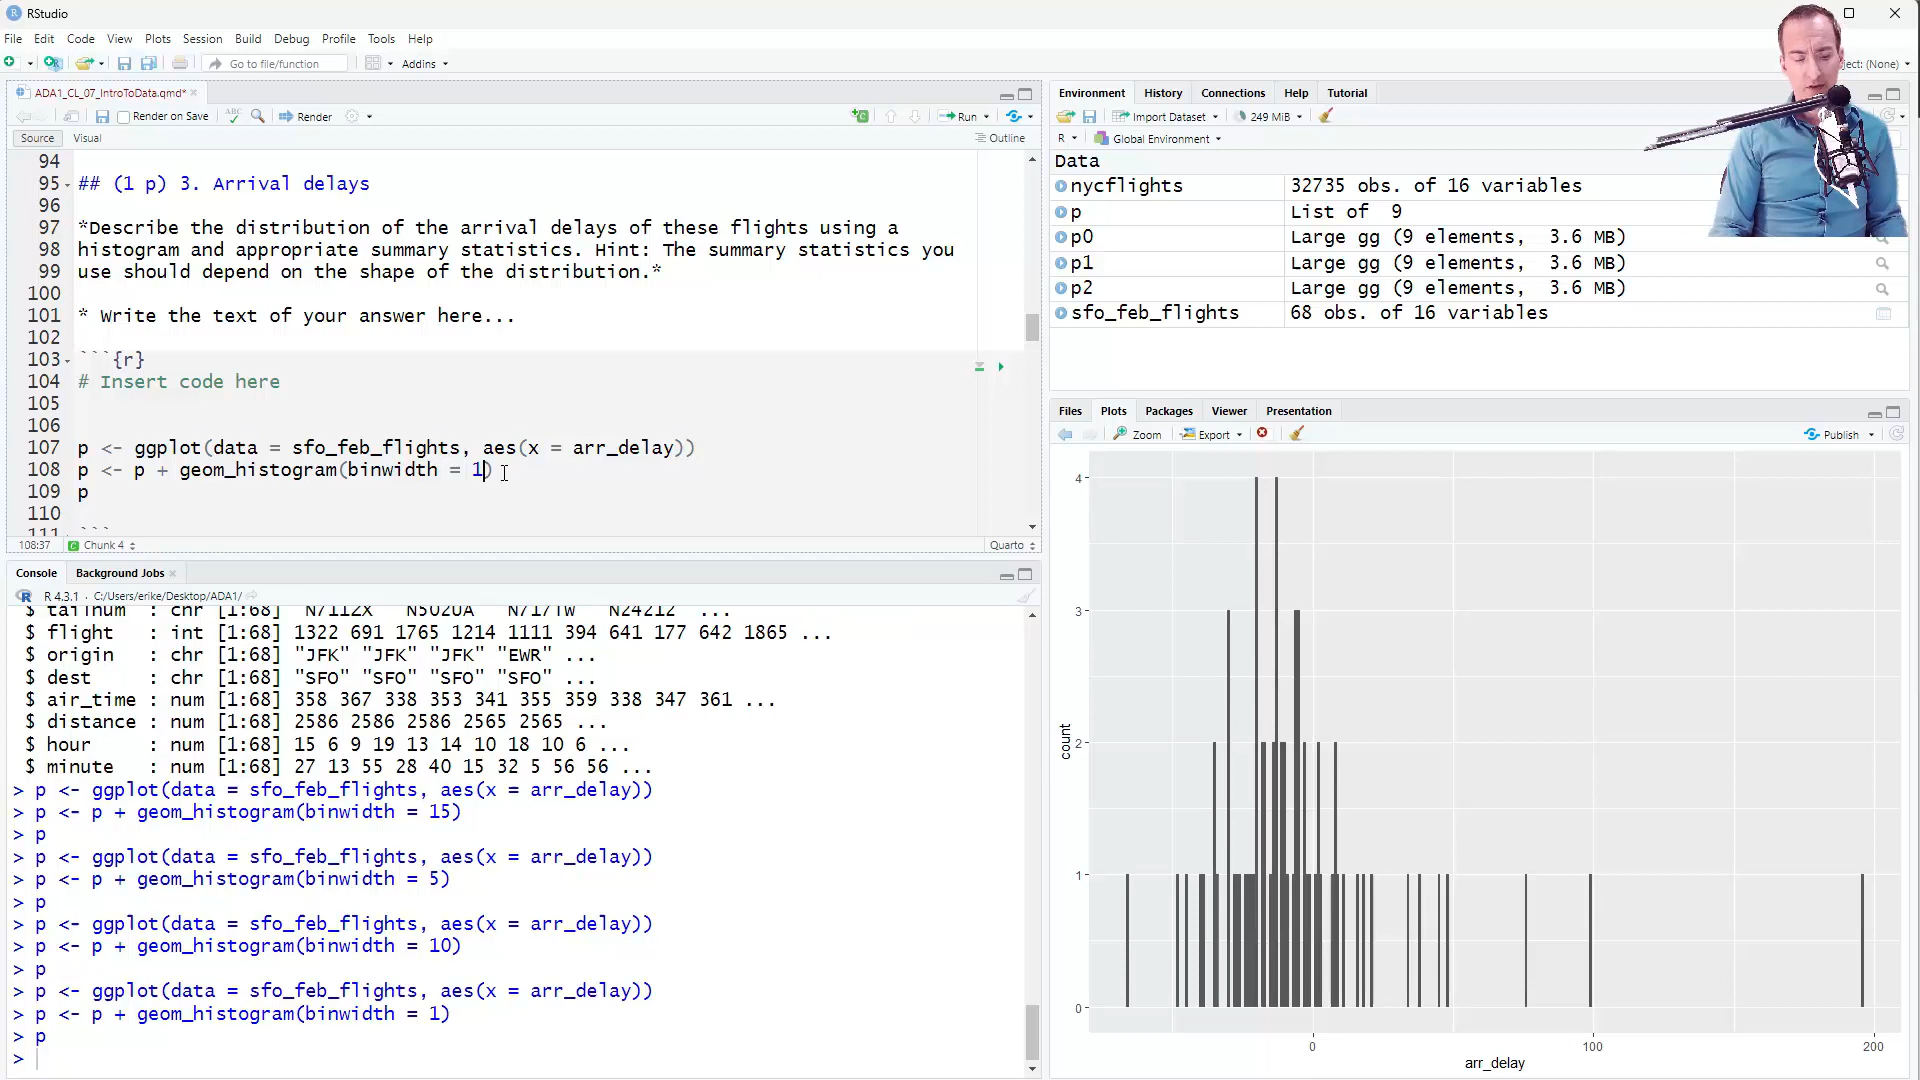 RStudio
File Edit Code View Plots Session Build Debug Profile Tools Help
Go to file/function Addins
ject: (None)
ADA1_CL_07_IntroToData.qmd*
Render on Save ABC Render Run
Source Visual Outline
94
95 ## (1 p) 3. Arrival delays
96
97 *Describe the distribution of the arrival delays of these flights using a
98 histogram and appropriate summary statistics. Hint: The summary statistics you
99 use should depend on the shape of the distribution.*
100
101 * Write the text of your answer here...
102
103 ```{r}
104 # Insert code here
105
106
107 p <- ggplot(data = sfo_feb_flights, aes(x = arr_delay))
108 p <- p + geom_histogram(binwidth = 1)
109 p
110
111 ```
108:37 Chunk 4 Quarto
Console Background Jobs
R 4.3.1 · C:/Users/erike/Desktop/ADA1/
$ tailnum : chr [1:68] "N7112X" "N502UA" "N717TW" "N24212" ...
$ flight : int [1:68] 1322 691 1765 1214 1111 394 641 177 642 1865 ...
$ origin : chr [1:68] "JFK" "JFK" "JFK" "EWR" ...
$ dest : chr [1:68] "SFO" "SFO" "SFO" "SFO" ...
$ air_time : num [1:68] 358 367 338 353 341 355 359 338 347 361 ...
$ distance : num [1:68] 2586 2586 2586 2565 2565 ...
$ hour : num [1:68] 15 6 9 19 13 14 10 18 10 6 ...
$ minute : num [1:68] 27 13 55 28 40 15 32 5 56 56 ...
> p <- ggplot(data = sfo_feb_flights, aes(x = arr_delay))
> p <- p + geom_histogram(binwidth = 15)
> p
> p <- ggplot(data = sfo_feb_flights, aes(x = arr_delay))
> p <- p + geom_histogram(binwidth = 5)
> p
> p <- ggplot(data = sfo_feb_flights, aes(x = arr_delay))
> p <- p + geom_histogram(binwidth = 10)
> p
> p <- ggplot(data = sfo_feb_flights, aes(x = arr_delay))
> p <- p + geom_histogram(binwidth = 1)
> p
>
Environment History Connections Help Tutorial
Import Dataset 249 MiB
R Global Environment
Data
nycflights 32735 obs. of 16 variables
p List of 9
p0 Large gg (9 elements, 3.6 MB)
p1 Large gg (9 elements, 3.6 MB)
p2 Large gg (9 elements, 3.6 MB)
sfo_feb_flights 68 obs. of 16 variables
Files Plots Packages Viewer Presentation
Zoom Export Publish
4
3
2
1
0
count
0 100 200
arr_delay